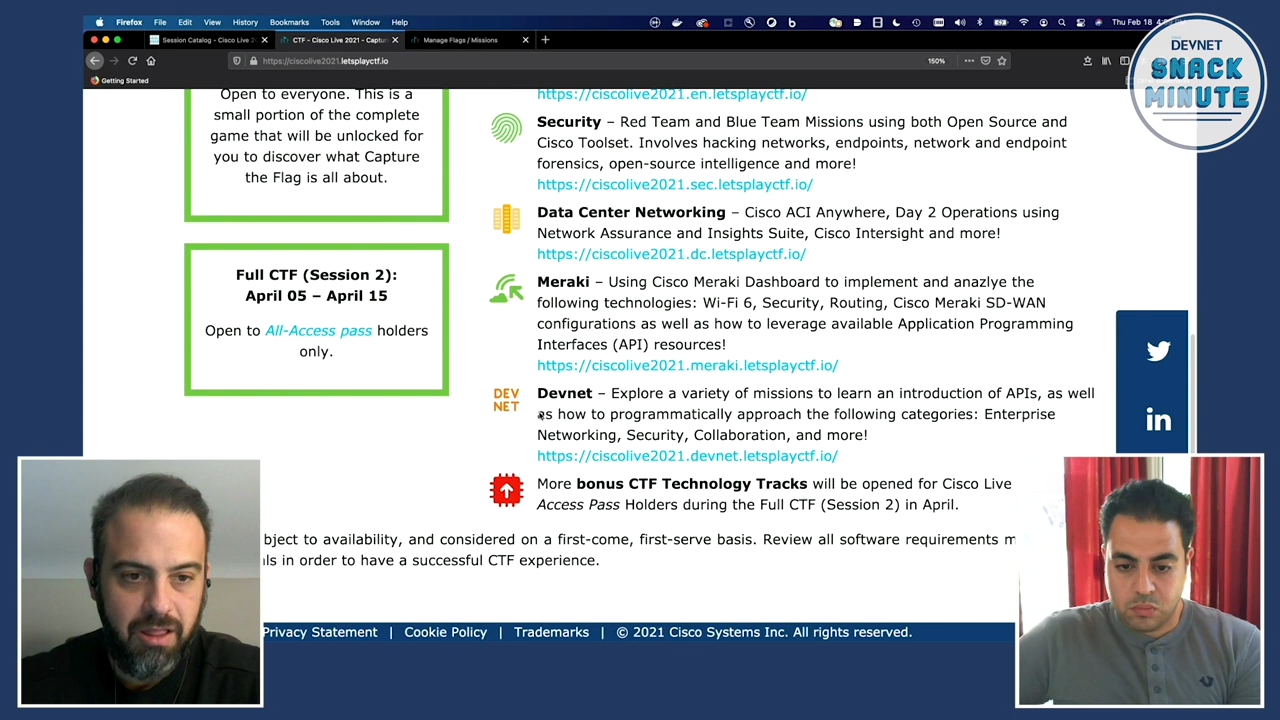 Firefox File Edit View History Bookmarks Tools Window Help
Thu Feb 18
Session Catalog - Cisco Live 2
CTF - Cisco Live 2021 - Captur
Manage Flags / Missions
https://ciscolive2021.letsplayctf.io
150%
Getting Started
DEVNET
SNACK
MINUTE
Open to everyone. This is a
small portion of the complete
game that will be unlocked for
you to discover what Capture
the Flag is all about.
Full CTF (Session 2):
April 05 – April 15
Open to All-Access pass holders
only.
https://ciscolive2021.en.letsplayctf.io/
Security – Red Team and Blue Team Missions using both Open Source and
Cisco Toolset. Involves hacking networks, endpoints, network and endpoint
forensics, open-source intelligence and more!
https://ciscolive2021.sec.letsplayctf.io/
Data Center Networking – Cisco ACI Anywhere, Day 2 Operations using
Network Assurance and Insights Suite, Cisco Intersight and more!
https://ciscolive2021.dc.letsplayctf.io/
Meraki – Using Cisco Meraki Dashboard to implement and anazlye the
following technologies: Wi-Fi 6, Security, Routing, Cisco Meraki SD-WAN
configurations as well as how to leverage available Application Programming
Interfaces (API) resources!
https://ciscolive2021.meraki.letsplayctf.io/
DEV
NET
Devnet – Explore a variety of missions to learn an introduction of APIs, as well
as how to programmatically approach the following categories: Enterprise
Networking, Security, Collaboration, and more!
https://ciscolive2021.devnet.letsplayctf.io/
More bonus CTF Technology Tracks will be opened for Cisco Live
Access Pass Holders during the Full CTF (Session 2) in April.
in
bject to availability, and considered on a first-come, first-serve basis. Review all software requirements m
ls in order to have a successful CTF experience.
Privacy Statement | Cookie Policy | Trademarks | © 2021 Cisco Systems Inc. All rights reserved.